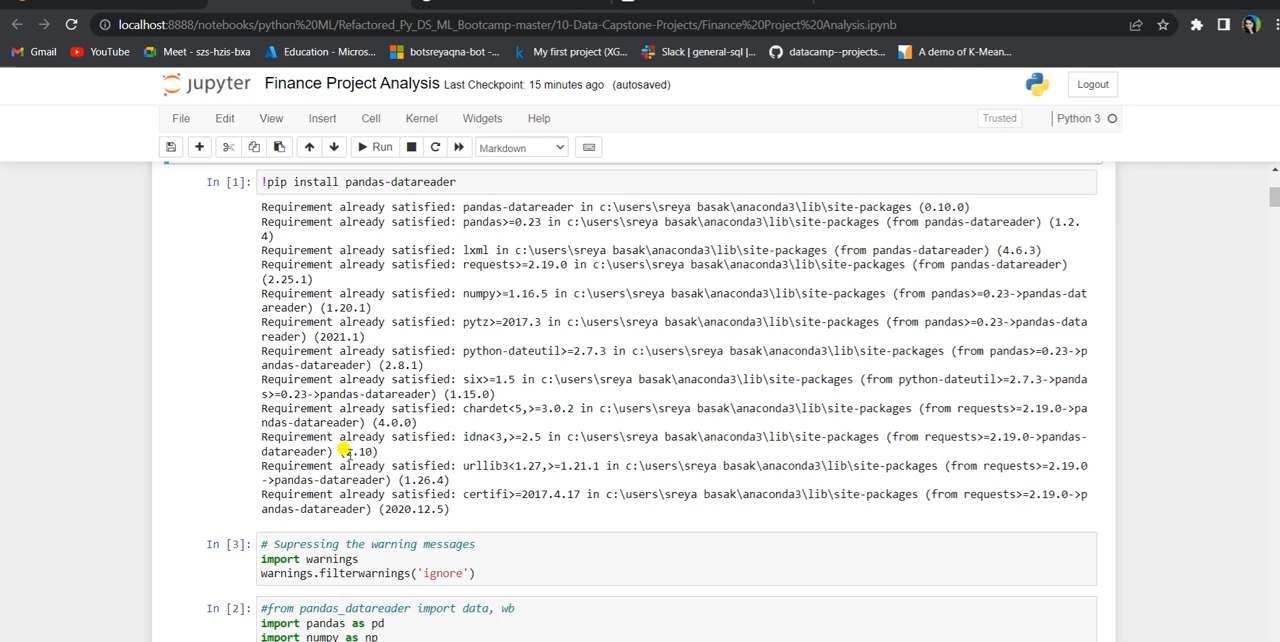 localhost:8888/notebooks/python%20ML/Refactored_Py_DS_ML_Bootcamp-master/10-Data-Capstone-Projects/Finance%20Project%20Analysis.ipynb
Gmail YouTube Meet - szs-hzis-bxa Education - Micros... botsreyaqna-bot -... My first project (XG... Slack | general-sql |... datacamp--projects... A demo of K-Mean...
jupyter Finance Project Analysis Last Checkpoint: 15 minutes ago (autosaved) Logout
File Edit View Insert Cell Kernel Widgets Help Trusted Python 3
Run Markdown
In [1]: !pip install pandas-datareader
Requirement already satisfied: pandas-datareader in c:\users\sreya basak\anaconda3\lib\site-packages (0.10.0)
Requirement already satisfied: pandas>=0.23 in c:\users\sreya basak\anaconda3\lib\site-packages (from pandas-datareader) (1.2.
4)
Requirement already satisfied: lxml in c:\users\sreya basak\anaconda3\lib\site-packages (from pandas-datareader) (4.6.3)
Requirement already satisfied: requests>=2.19.0 in c:\users\sreya basak\anaconda3\lib\site-packages (from pandas-datareader)
(2.25.1)
Requirement already satisfied: numpy>=1.16.5 in c:\users\sreya basak\anaconda3\lib\site-packages (from pandas>=0.23->pandas-dat
areader) (1.20.1)
Requirement already satisfied: pytz>=2017.3 in c:\users\sreya basak\anaconda3\lib\site-packages (from pandas>=0.23->pandas-data
reader) (2021.1)
Requirement already satisfied: python-dateutil>=2.7.3 in c:\users\sreya basak\anaconda3\lib\site-packages (from pandas>=0.23->p
andas-datareader) (2.8.1)
Requirement already satisfied: six>=1.5 in c:\users\sreya basak\anaconda3\lib\site-packages (from python-dateutil>=2.7.3->panda
s>=0.23->pandas-datareader) (1.15.0)
Requirement already satisfied: chardet<5,>=3.0.2 in c:\users\sreya basak\anaconda3\lib\site-packages (from requests>=2.19.0->pa
ndas-datareader) (4.0.0)
Requirement already satisfied: idna<3,>=2.5 in c:\users\sreya basak\anaconda3\lib\site-packages (from requests>=2.19.0->pandas-
datareader)
Requirement already satisfied: urllib3<1.27,>=1.21.1 in c:\users\sreya basak\anaconda3\lib\site-packages (from requests>=2.19.0
->pandas-datareader) (1.26.4)
Requirement already satisfied: certifi>=2017.4.17 in c:\users\sreya basak\anaconda3\lib\site-packages (from requests>=2.19.0->p
andas-datareader) (2020.12.5)
In [3]: # Supressing the warning messages
import warnings
warnings.filterwarnings('ignore')
In [2]: #from pandas_datareader import data, wb
import pandas as pd
import numpy as np